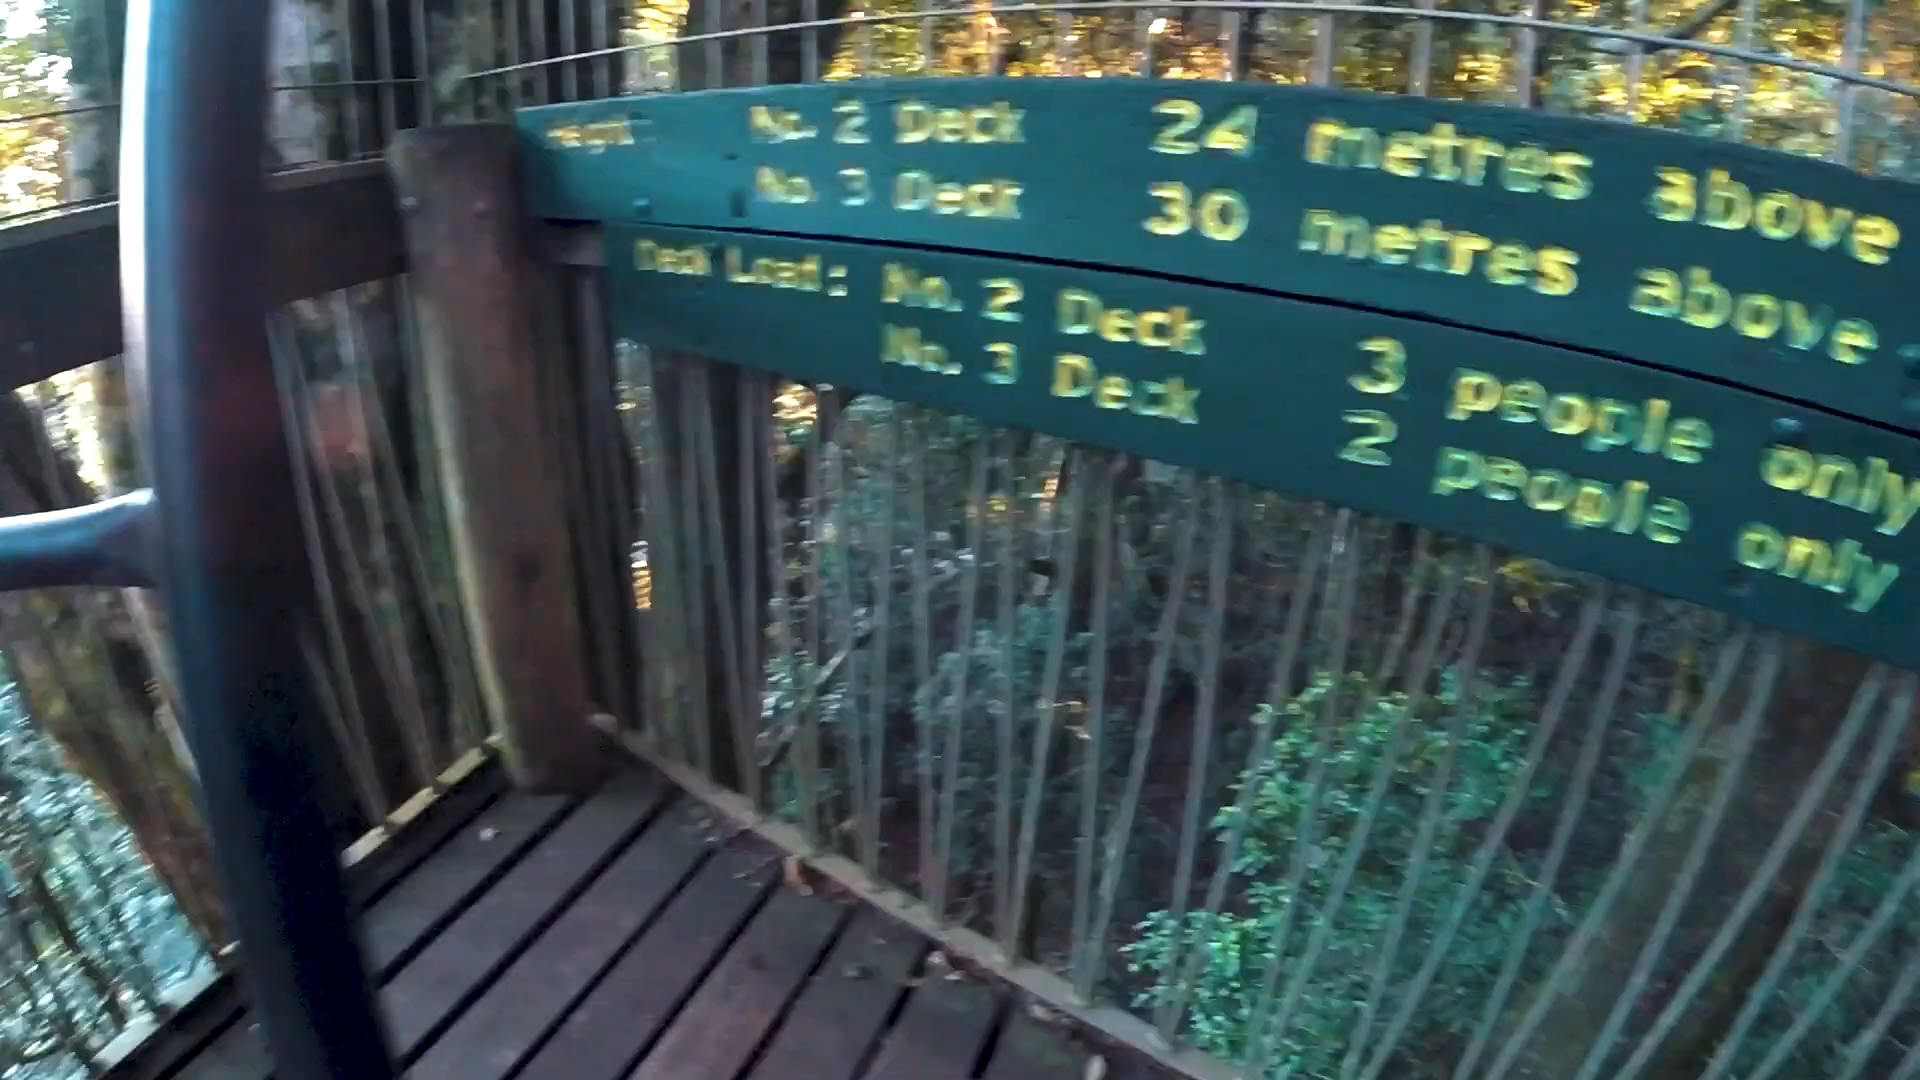 Height: No. 2 Deck 24 metres above
No. 3 Deck 30 metres above
Deck Load: No. 2 Deck 3 people only
No. 3 Deck 2 people only